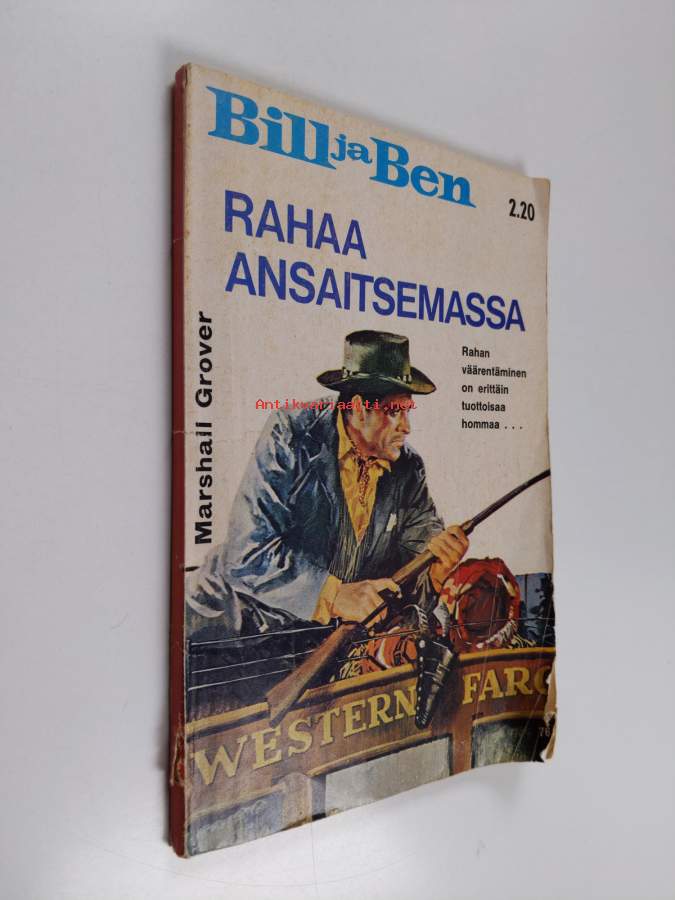 Bill ja Ben
2.20
RAHAA
ANSAITSEMASSA
Marshall Grover
Rahan
väärentäminen
on erittäin
tuottoisaa
hommaa . . .
Antikvariaatti.net
WESTERN FARG